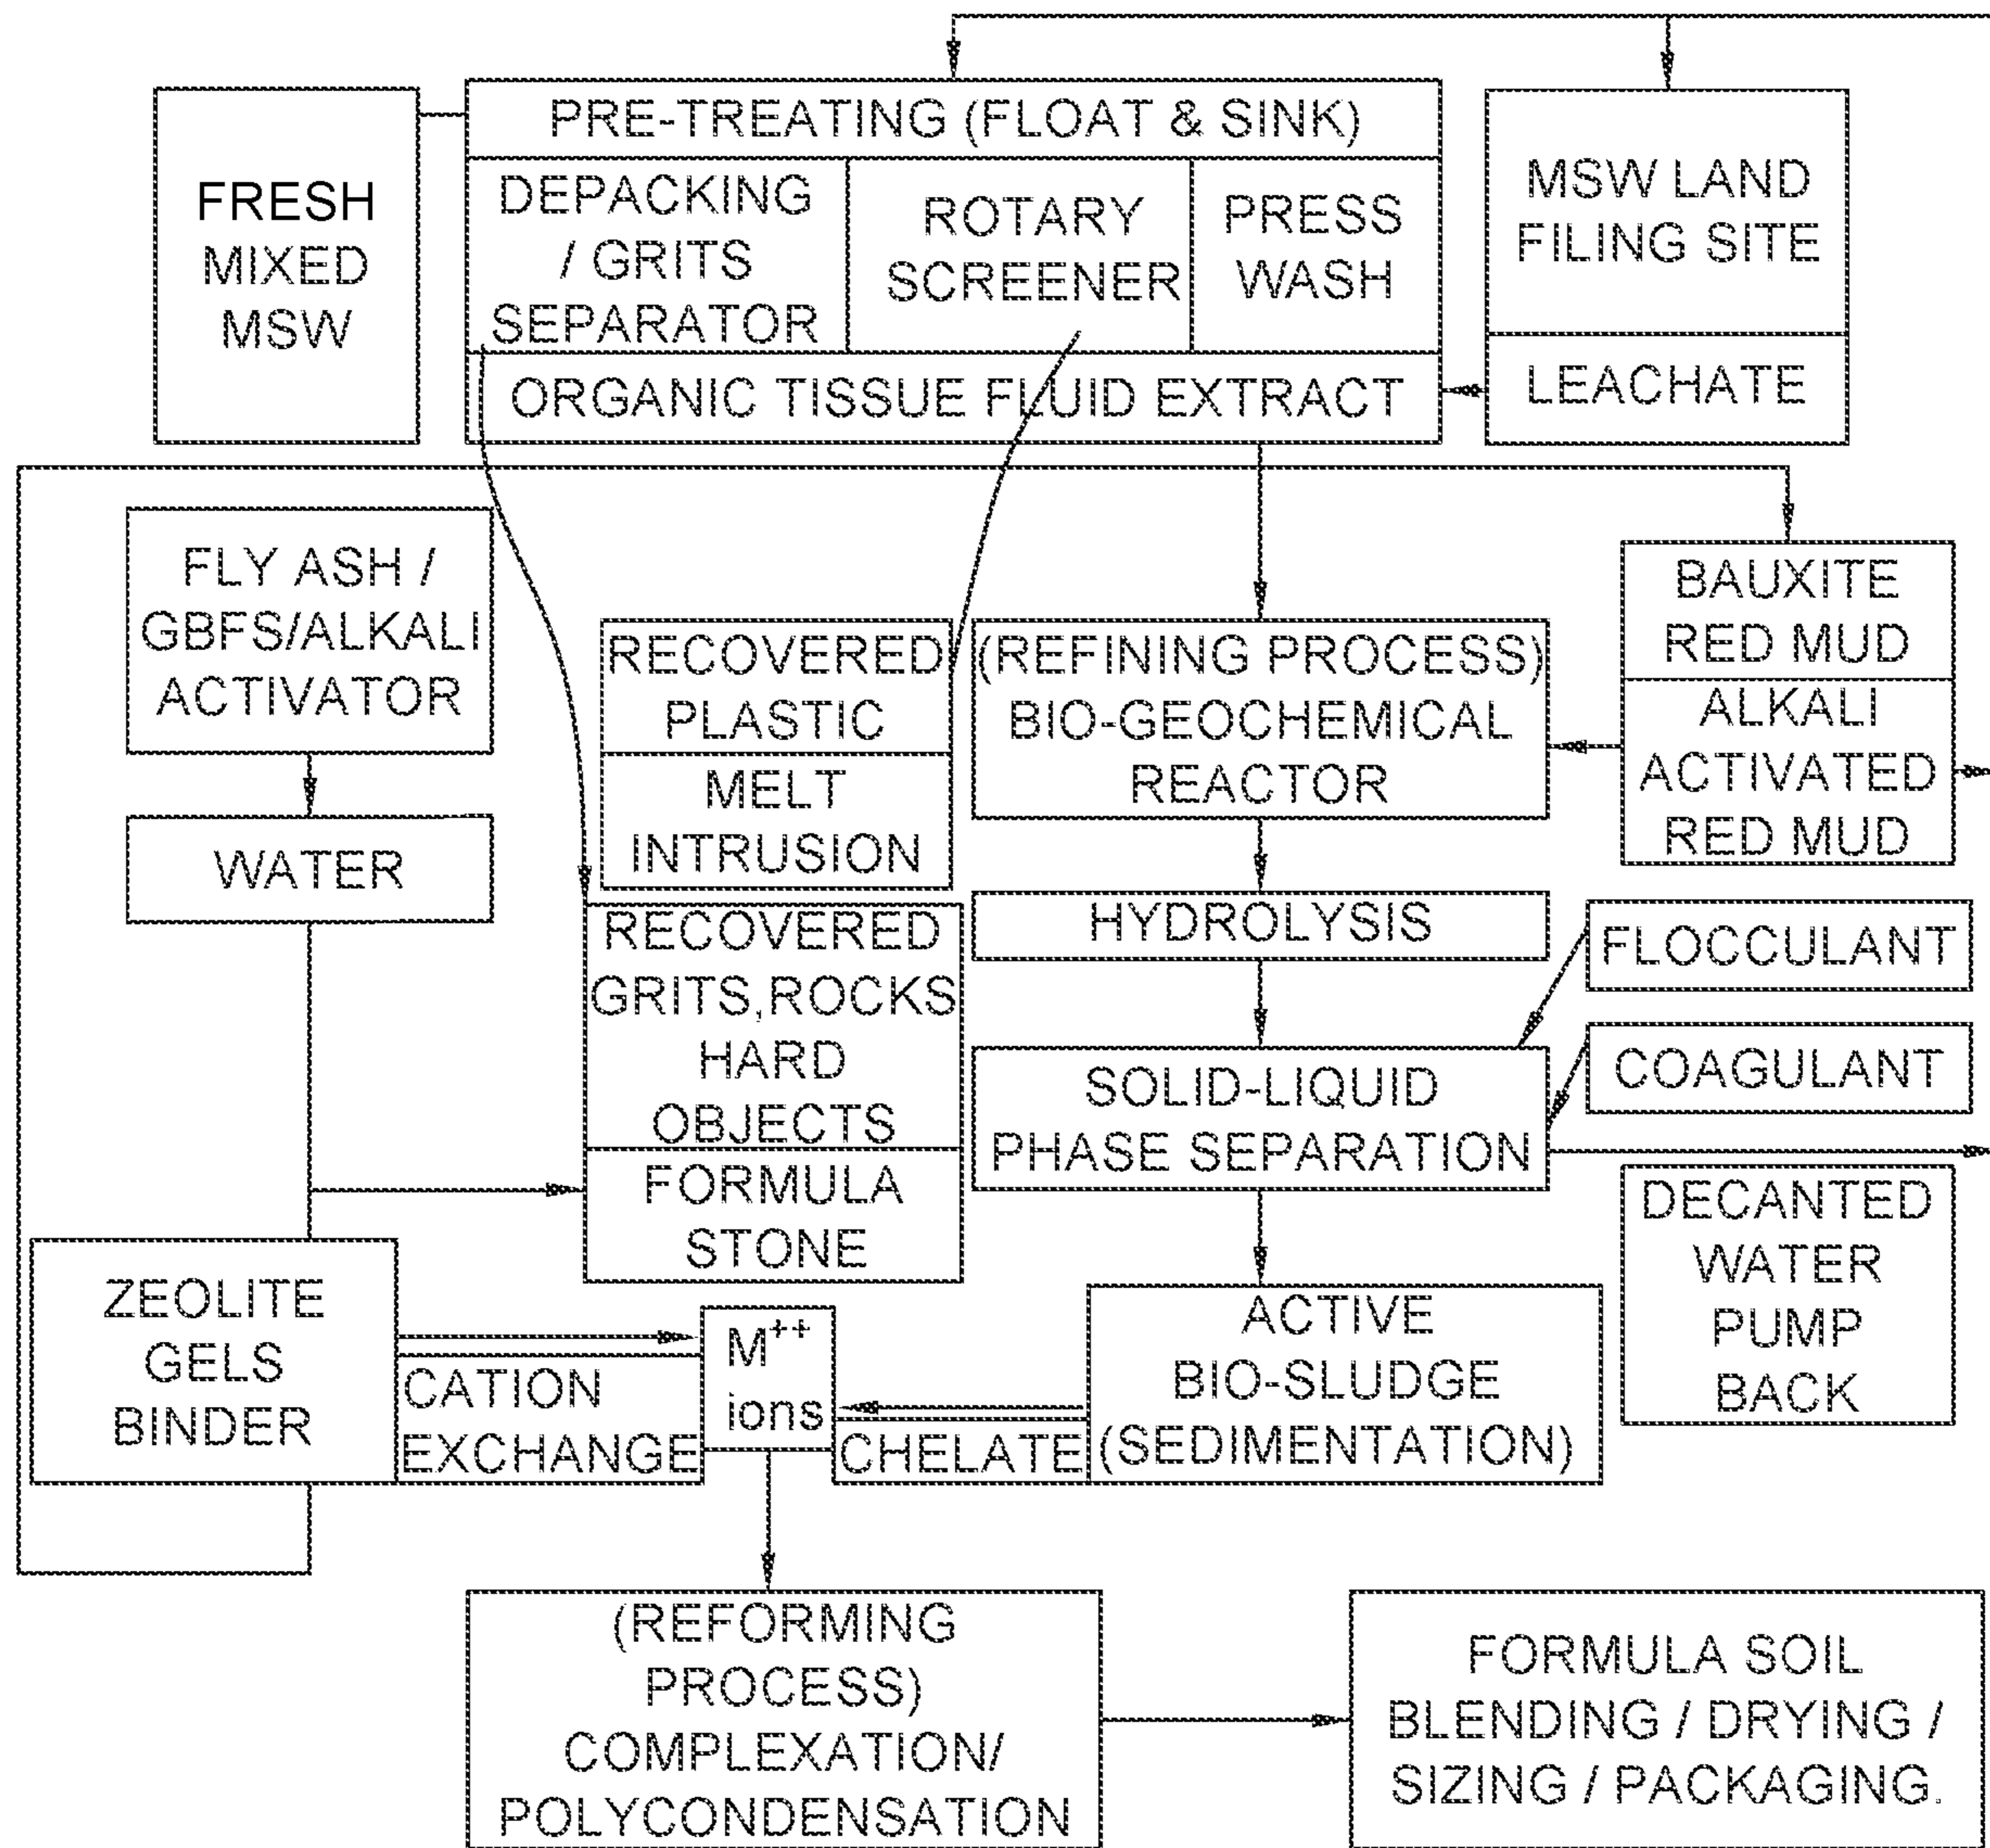 PRE-TREATING (FLOAT & SINK)
FRESH
MIXED
MSW
DEPACKING
/ GRITS
SEPARATOR
ROTARY
SCREENER
PRESS
WASH
ORGANIC TISSUE FLUID EXTRACT
MSW LAND
FILING SITE
LEACHATE
FLY ASH /
GBFS/ALKALI
ACTIVATOR
WATER
RECOVERED
PLASTIC
MELT
INTRUSION
(REFINING PROCESS)
BIO-GEOCHEMICAL
REACTOR
BAUXITE
RED MUD
ALKALI
ACTIVATED
RED MUD
HYDROLYSIS
FLOCCULANT
RECOVERED
GRITS,ROCKS
HARD
OBJECTS
FORMULA
STONE
COAGULANT
SOLID-LIQUID
PHASE SEPARATION
DECANTED
WATER
PUMP
BACK
ZEOLITE
GELS
BINDER
CATION
EXCHANGE
M++
ions
CHELATE
ACTIVE
BIO-SLUDGE
(SEDIMENTATION)
(REFORMING
PROCESS)
COMPLEXATION/
POLYCONDENSATION
FORMULA SOIL
BLENDING / DRYING /
SIZING / PACKAGING.